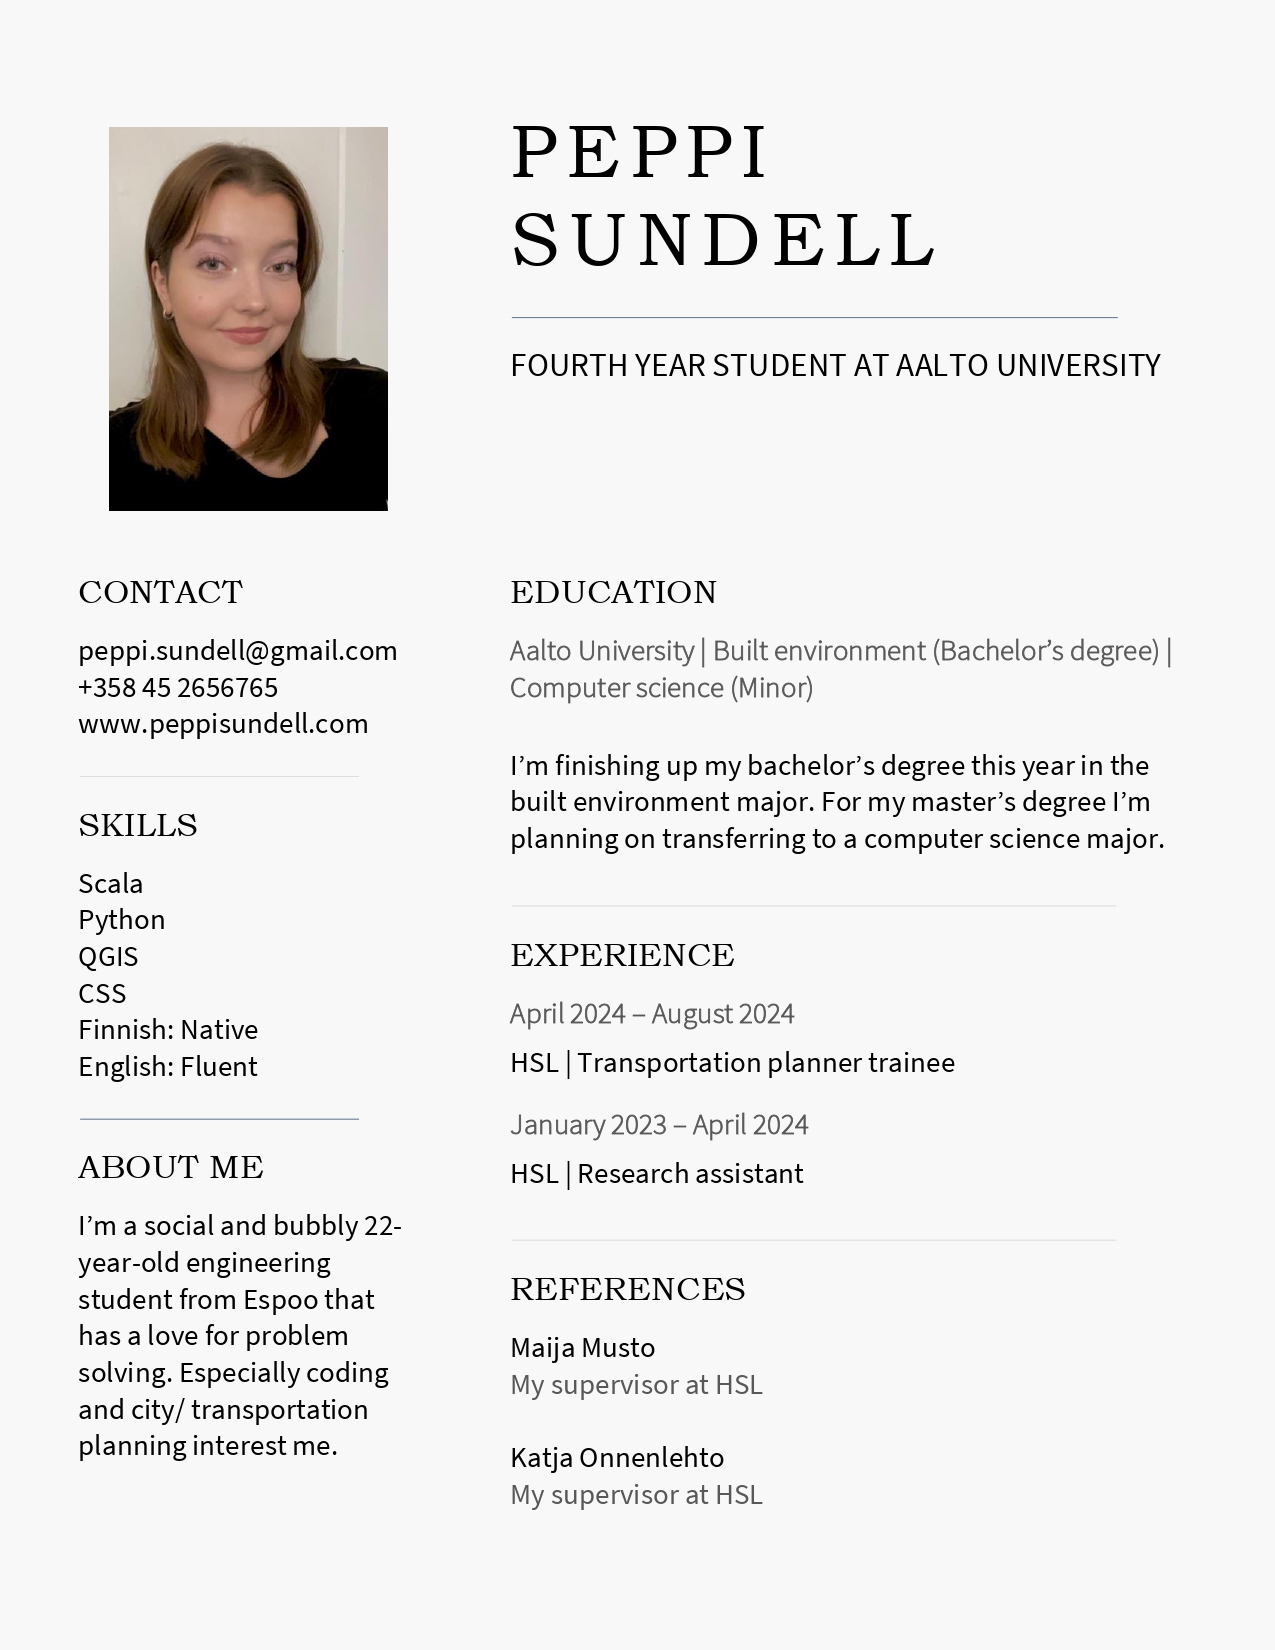 PEPPI
SUNDELL
FOURTH YEAR STUDENT AT AALTO UNIVERSITY
CONTACT
peppi.sundell@gmail.com
+358 45 2656765
www.peppisundell.com
SKILLS
Scala
Python
QGIS
CSS
Finnish: Native
English: Fluent
ABOUT ME
I’m a social and bubbly 22-
year-old engineering
student from Espoo that
has a love for problem
solving. Especially coding
and city/ transportation
planning interest me.
EDUCATION
Aalto University | Built environment (Bachelor’s degree) |
Computer science (Minor)
I’m finishing up my bachelor’s degree this year in the
built environment major. For my master’s degree I’m
planning on transferring to a computer science major.
EXPERIENCE
April 2024 – August 2024
HSL | Transportation planner trainee
January 2023 – April 2024
HSL | Research assistant
REFERENCES
Maija Musto
My supervisor at HSL
Katja Onnenlehto
My supervisor at HSL